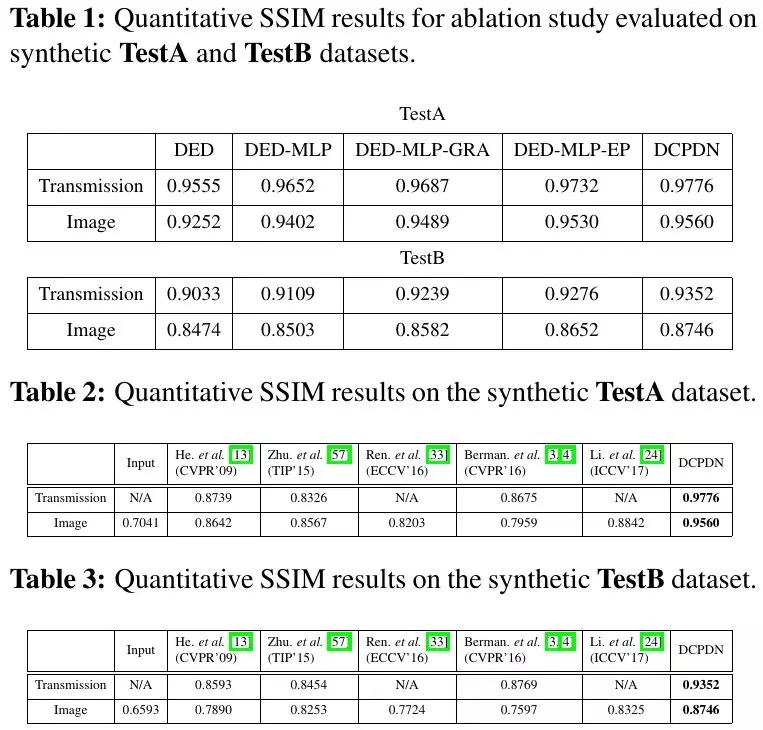 Table 1: Quantitative SSIM results for ablation study evaluated on
synthetic TestA and TestB datasets.
TestA
DED DED-MLP DED-MLP-GRA DED-MLP-EP DCPDN
Transmission 0.9555 0.9652 0.9687 0.9732 0.9776
Image 0.9252 0.9402 0.9489 0.9530 0.9560
TestB
Transmission 0.9033 0.9109 0.9239 0.9276 0.9352
Image 0.8474 0.8503 0.8582 0.8652 0.8746
Table 2: Quantitative SSIM results on the synthetic TestA dataset.
Input He. et al. [13] (CVPR'09) Zhu. et al. [57] (TIP'15) Ren. et al. [33] (ECCV'16) Berman. et al. [3,4] (CVPR'16) Li. et al. [24] (ICCV'17) DCPDN
Transmission N/A 0.8739 0.8326 N/A 0.8675 N/A 0.9776
Image 0.7041 0.8642 0.8567 0.8203 0.7959 0.8842 0.9560
Table 3: Quantitative SSIM results on the synthetic TestB dataset.
Input He. et al. [13] (CVPR'09) Zhu. et al. [57] (TIP'15) Ren. et al. [33] (ECCV'16) Berman. et al. [3,4] (CVPR'16) Li. et al. [24] (ICCV'17) DCPDN
Transmission N/A 0.8593 0.8454 N/A 0.8769 N/A 0.9352
Image 0.6593 0.7890 0.8253 0.7724 0.7597 0.8325 0.8746